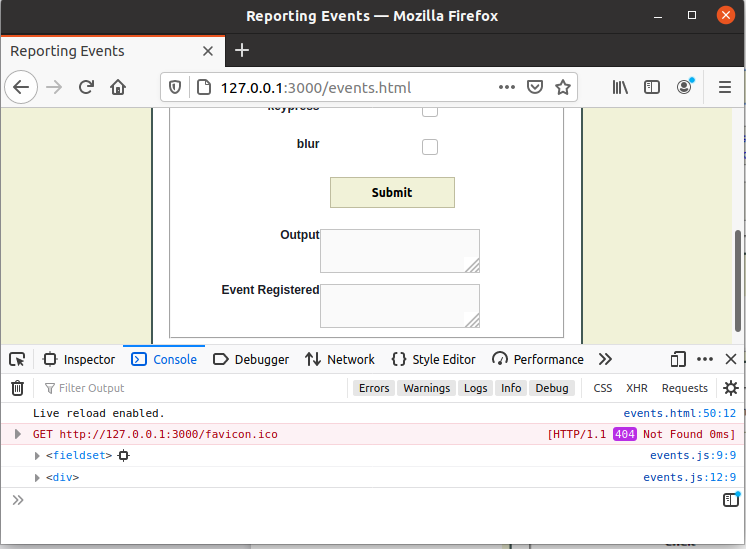 Reporting Events — Mozilla Firefox
Reporting Events
127.0.0.1:3000/events.html
keypress
blur
Submit
Output
Event Registered
Inspector Console Debugger Network Style Editor Performance
Filter Output Errors Warnings Logs Info Debug CSS XHR Requests
Live reload enabled. events.html:50:12
GET http://127.0.0.1:3000/favicon.ico [HTTP/1.1 404 Not Found 0ms]
<fieldset> events.js:9:9
<div> events.js:12:9